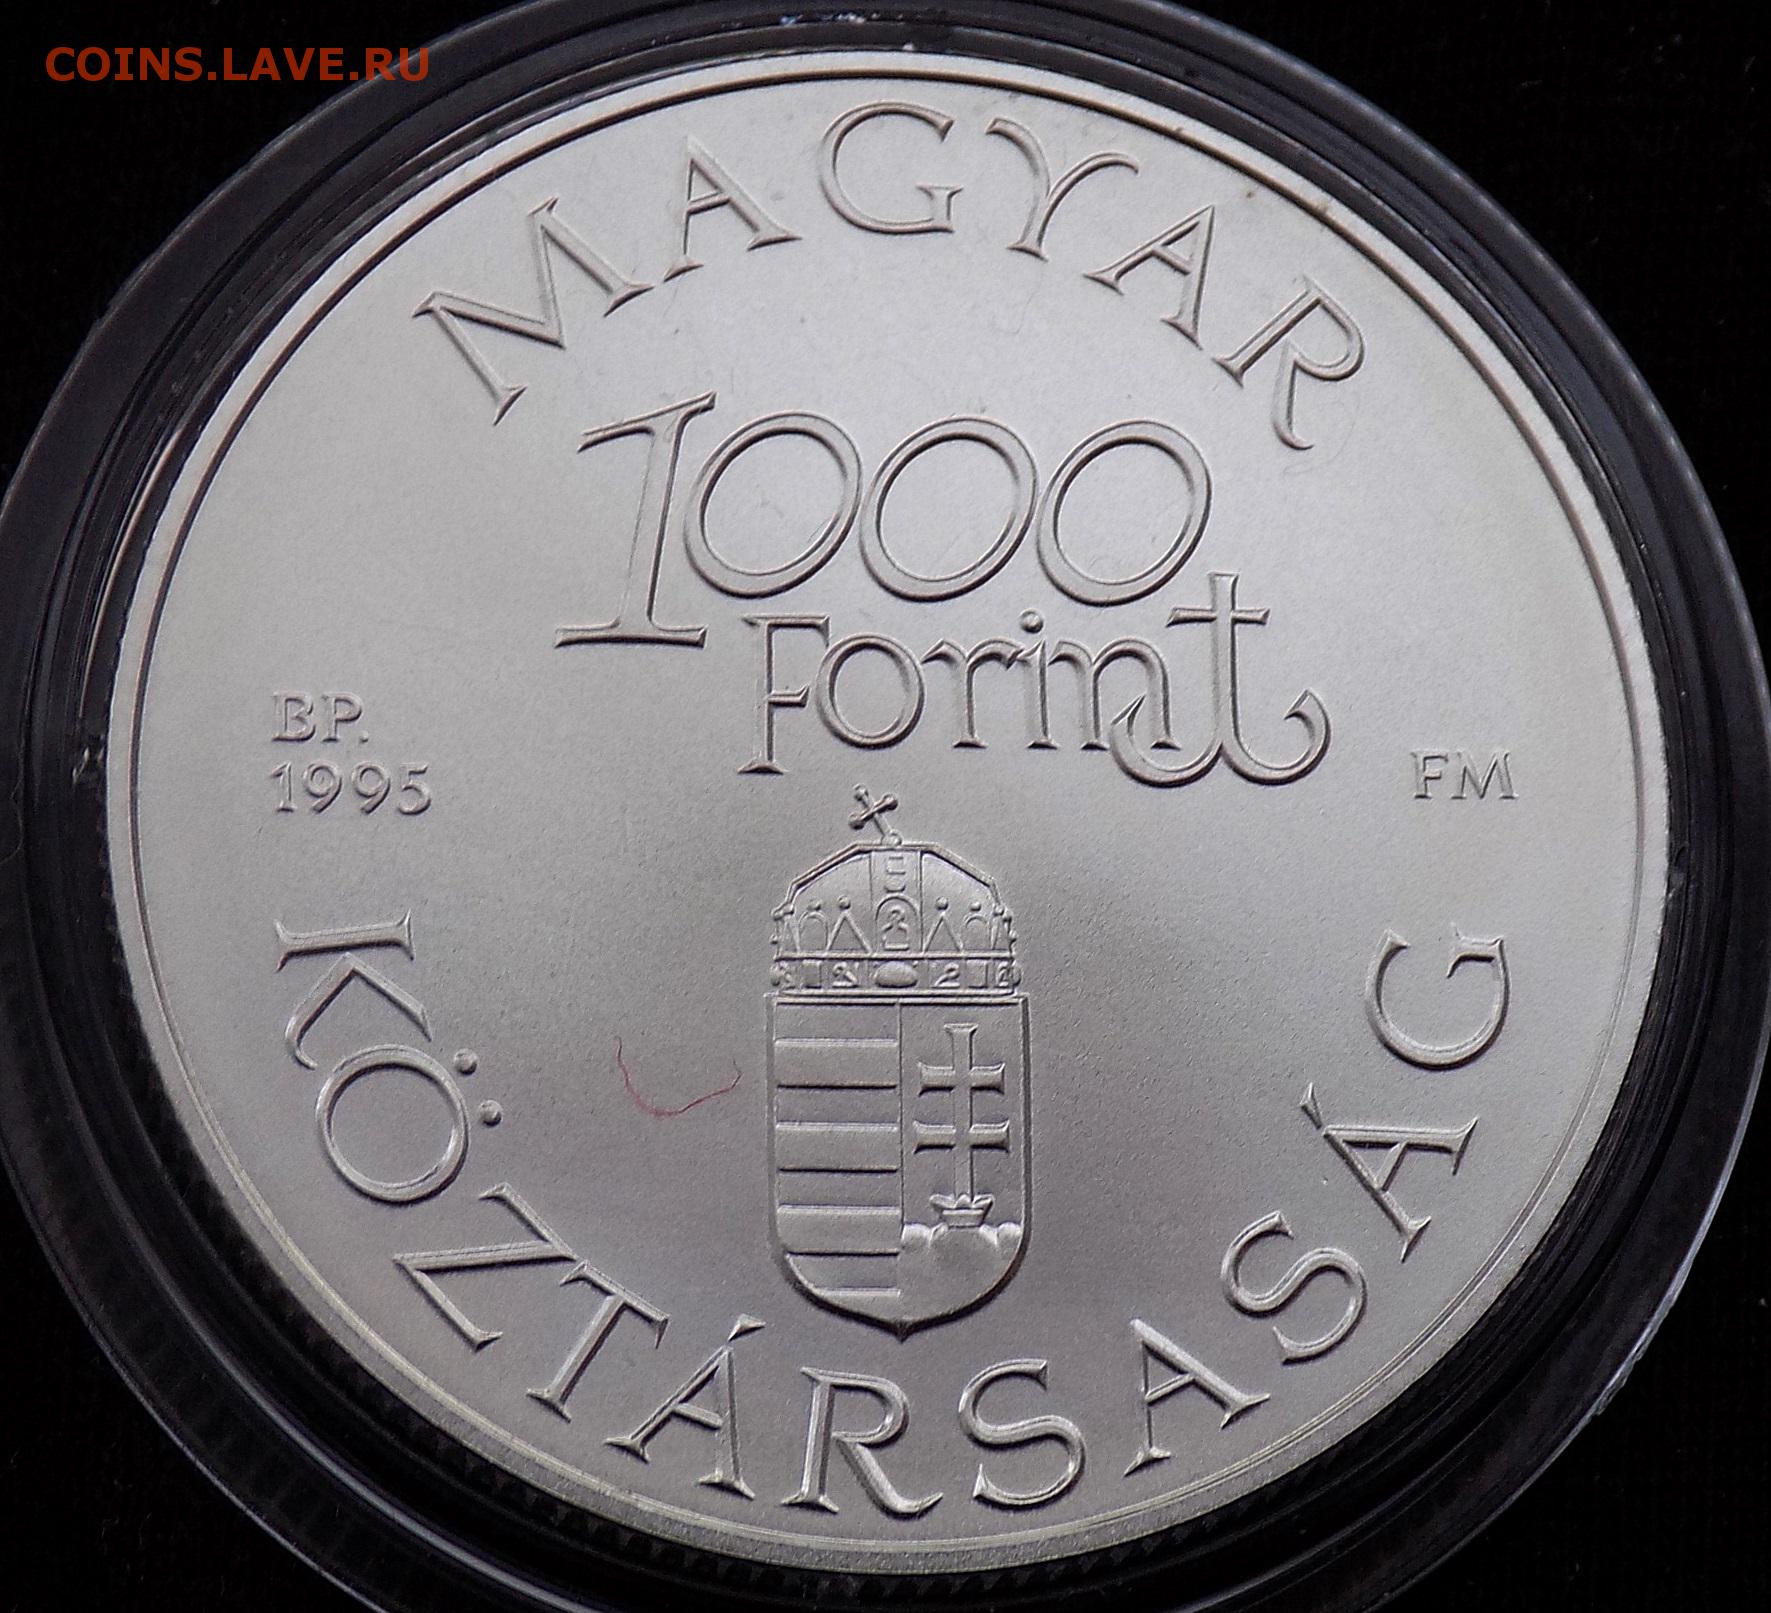 COINS.LAVE.RU
MAGYAR
1000
Forint
BP.
1995
FM
KÖZTÁRSASÁG